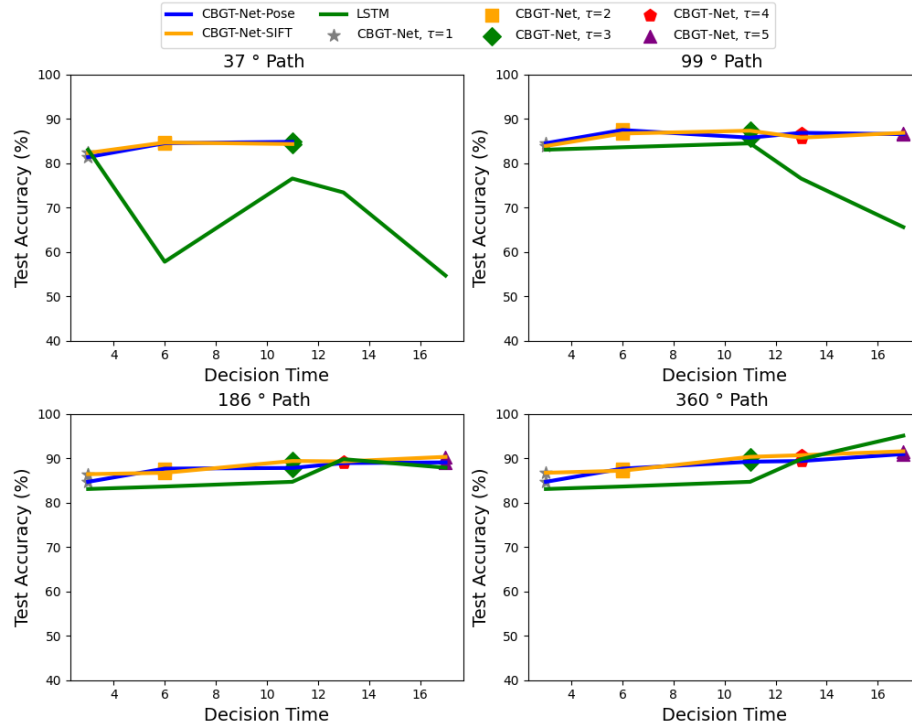 CBGT-Net-Pose LSTM CBGT-Net, τ=2 CBGT-Net, τ=4
CBGT-Net-SIFT CBGT-Net, τ=1 CBGT-Net, τ=3 CBGT-Net, τ=5
37 ° Path
100
90
80
70
60
50
40
Test Accuracy (%)
4 6 8 10 12 14 16
Decision Time
99 ° Path
100
90
80
70
60
50
40
Test Accuracy (%)
4 6 8 10 12 14 16
Decision Time
186 ° Path
100
90
80
70
60
50
40
Test Accuracy (%)
4 6 8 10 12 14 16
Decision Time
360 ° Path
100
90
80
70
60
50
40
Test Accuracy (%)
4 6 8 10 12 14 16
Decision Time